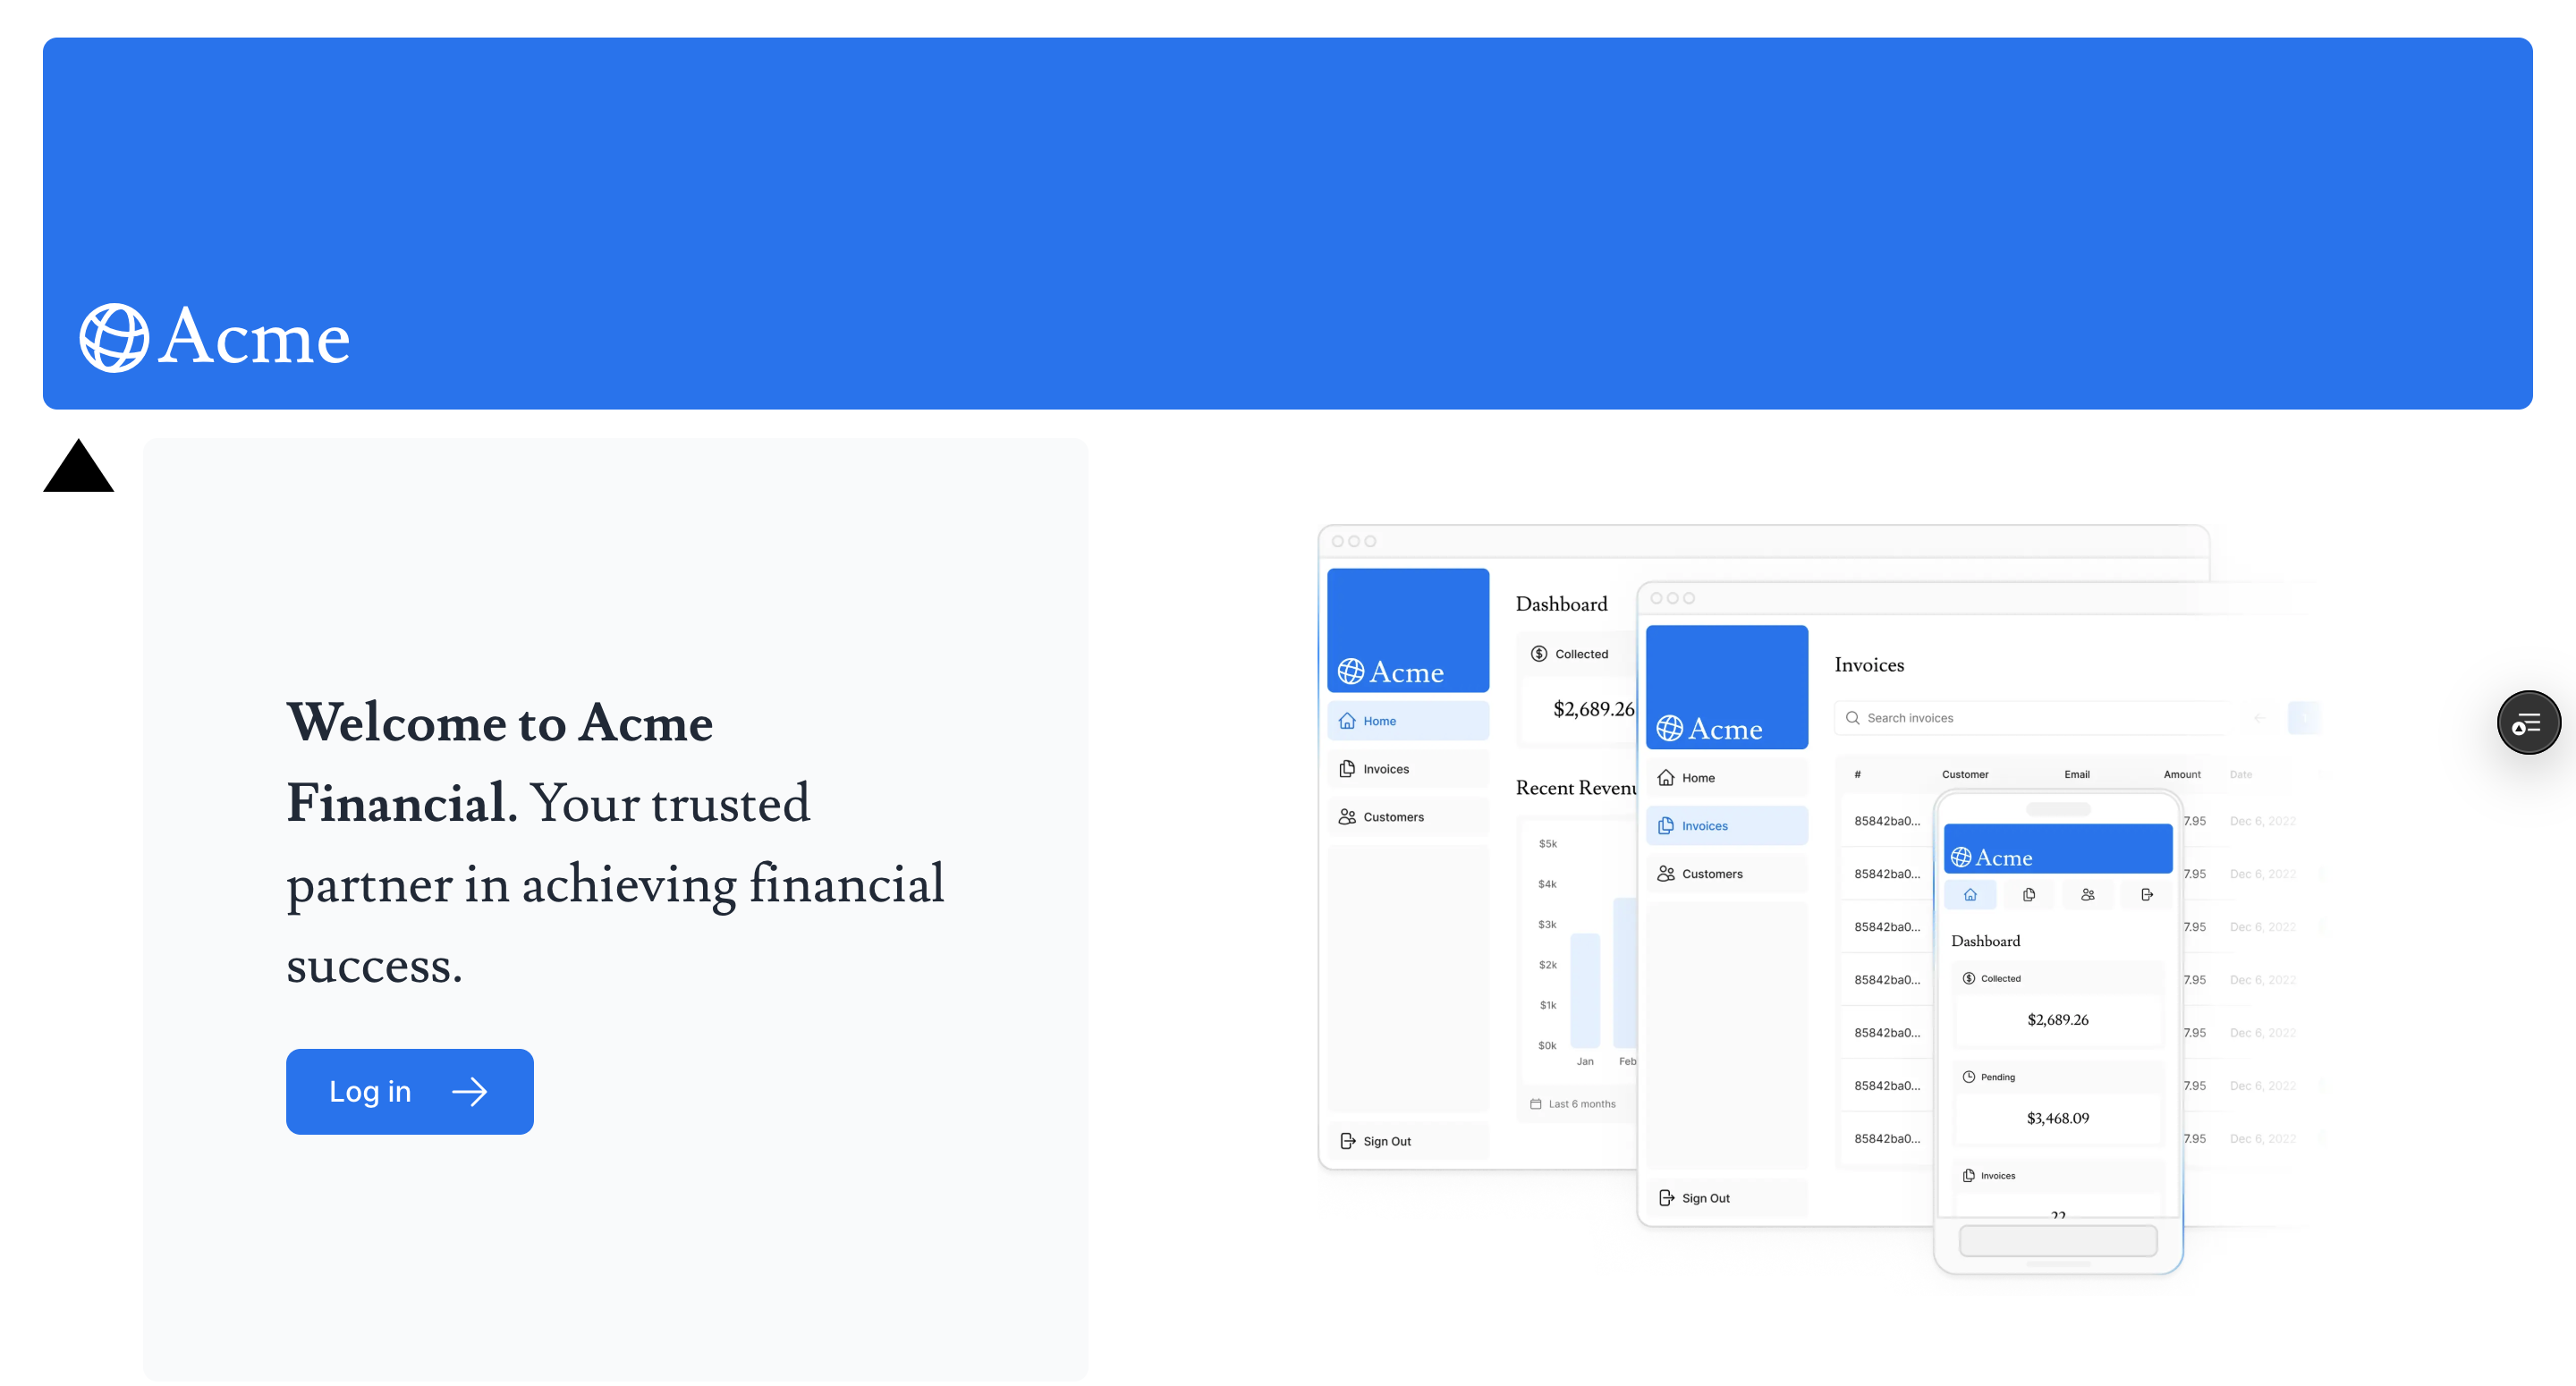 Acme
Welcome to Acme
Financial. Your trusted
partner in achieving financial
success.
Log in
Acme
Home
Invoices
Customers
Sign Out
Dashboard
Collected
$2,689.26
$5k
$4k
$3k
$2k
$1k
$0k
Jan Feb
Last 6 months
Acme
Home
Invoices
Customers
Sign Out
Invoices
Search invoices
# Customer Email Amount Date
85842ba0... 7.95 Dec 6, 2022
85842ba0... 7.95 Dec 6, 2022
85842ba0... 7.95 Dec 6, 2022
85842ba0... 7.95 Dec 6, 2022
85842ba0... 7.95 Dec 6, 2022
85842ba0... 7.95 Dec 6, 2022
85842ba0... 7.95 Dec 6, 2022
Acme
Dashboard
Collected
$2,689.26
Pending
$3,468.09
Invoices
22